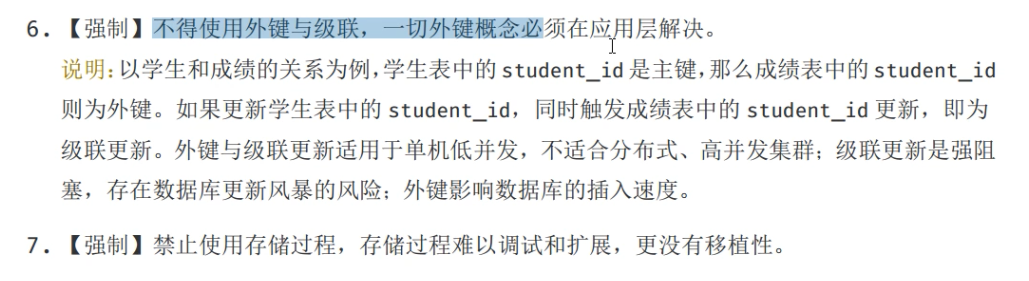 6. 【强制】不得使用外键与级联，一切外键概念必须在应用层解决。
说明：以学生和成绩的关系为例，学生表中的 student_id 是主键，那么成绩表中的 student_id
则为外键。如果更新学生表中的 student_id，同时触发成绩表中的 student_id 更新，即为
级联更新。外键与级联更新适用于单机低并发，不适合分布式、高并发集群；级联更新是强阻
塞，存在数据库更新风暴的风险；外键影响数据库的插入速度。
7. 【强制】禁止使用存储过程，存储过程难以调试和扩展，更没有移植性。